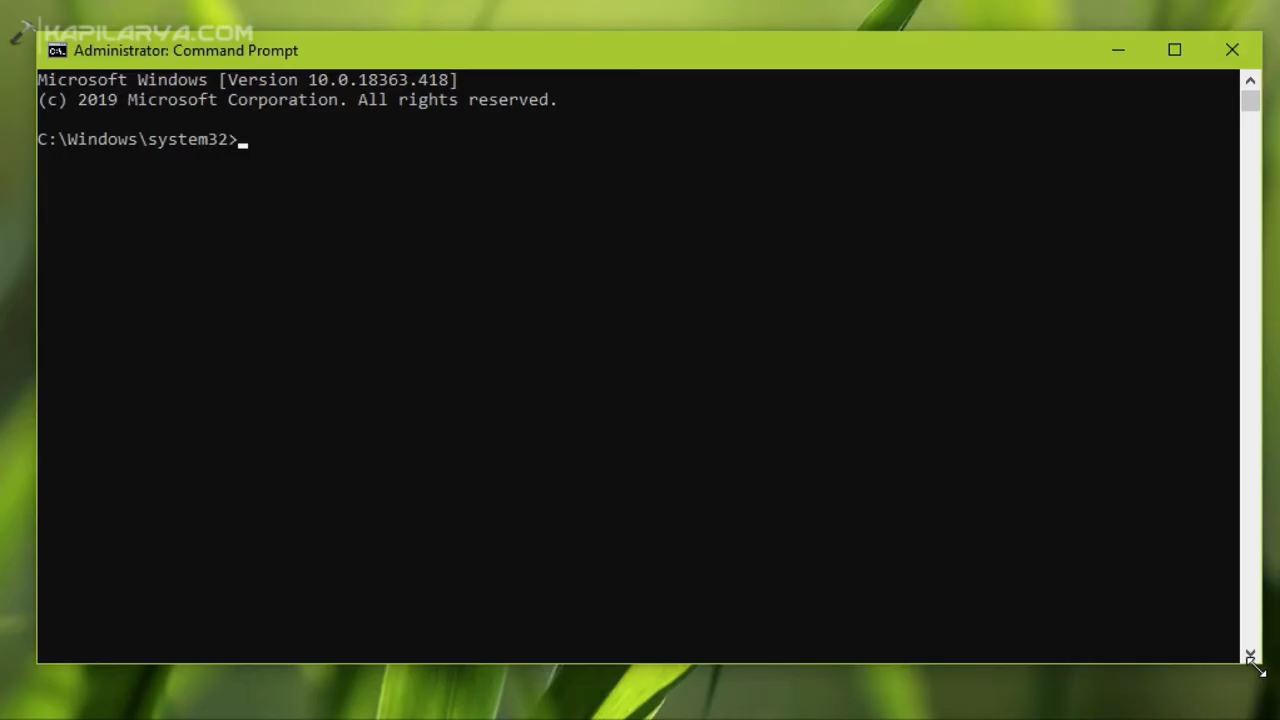 KAPILARYA.COM
Administrator: Command Prompt
Microsoft Windows [Version 10.0.18363.418]
(c) 2019 Microsoft Corporation. All rights reserved.
C:\Windows\system32>